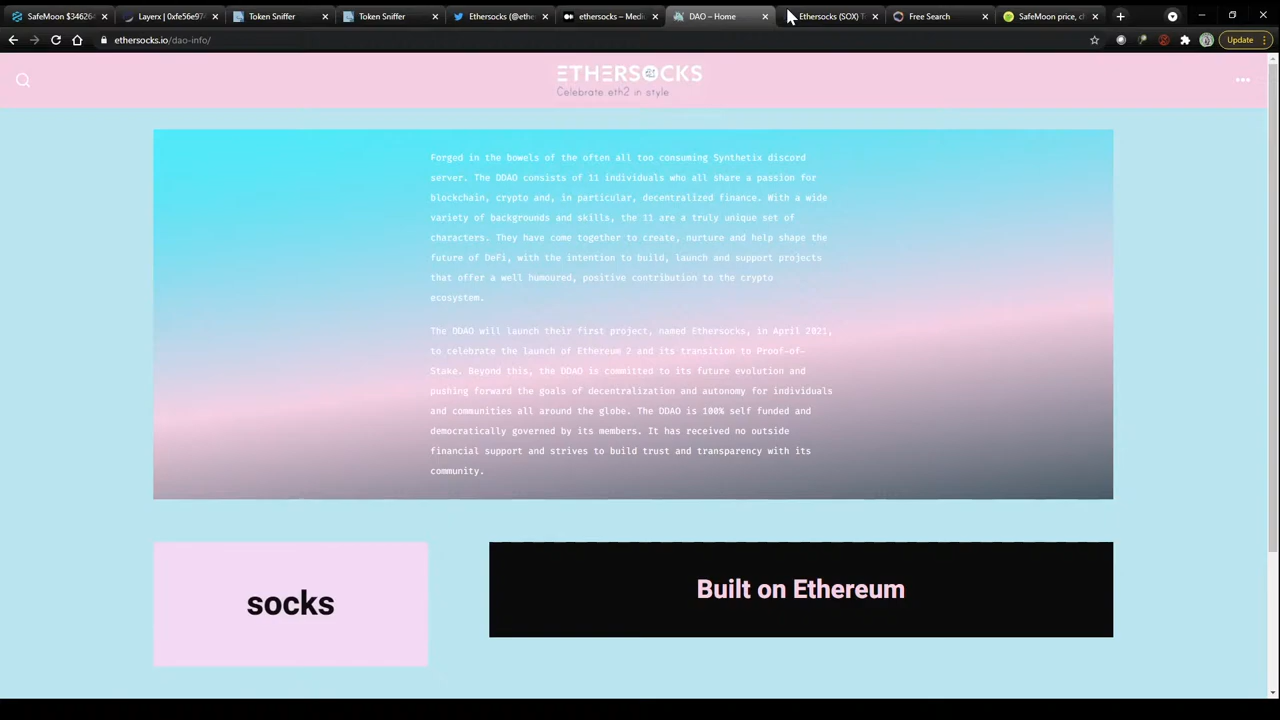 SafeMoon $34626
Layerx | 0xfe56e97
Token Sniffer
Token Sniffer
Ethersocks (@ethe
ethersocks – Medi
DAO – Home
Ethersocks (SOX) T
Free Search
SafeMoon price, ch
ethersocks.io/dao-info/
Update
ETHERSOCKS
Celebrate eth2 in style
Forged in the bowels of the often all too consuming Synthetix discord
server. The DDAO consists of 11 individuals who all share a passion for
blockchain, crypto and, in particular, decentralized finance. With a wide
variety of backgrounds and skills, the 11 are a truly unique set of
characters. They have come together to create, nurture and help shape the
future of DeFi, with the intention to build, launch and support projects
that offer a well humoured, positive contribution to the crypto
ecosystem.
The DDAO will launch their first project, named Ethersocks, in April 2021,
to celebrate the launch of Ethereum 2 and its transition to Proof-of-
Stake. Beyond this, the DDAO is committed to its future evolution and
pushing forward the goals of decentralization and autonomy for individuals
and communities all around the globe. The DDAO is 100% self funded and
democratically governed by its members. It has received no outside
financial support and strives to build trust and transparency with its
community.
socks
Built on Ethereum